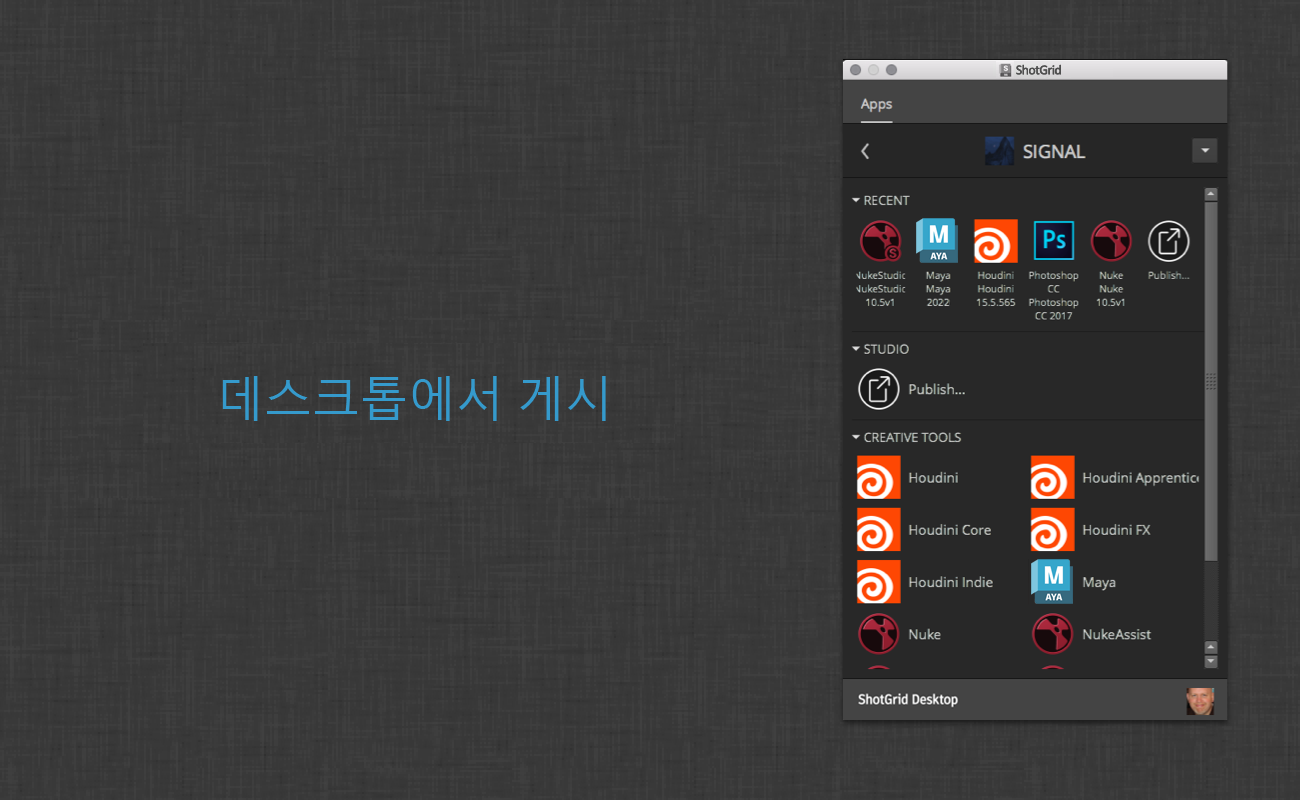 ShotGrid
Apps
SIGNAL
RECENT
NukeStudio
NukeStudio
10.5v1
Maya
Maya
2022
Houdini
Houdini
15.5.565
Photoshop
CC
Photoshop
CC 2017
Nuke
Nuke
10.5v1
Publish...
M
AYA
Ps
S
데스크톱에서 게시
STUDIO
Publish...
CREATIVE TOOLS
Houdini
Houdini Apprentice
Houdini Core
Houdini FX
Houdini Indie
M
AYA
Maya
Nuke
NukeAssist
ShotGrid Desktop